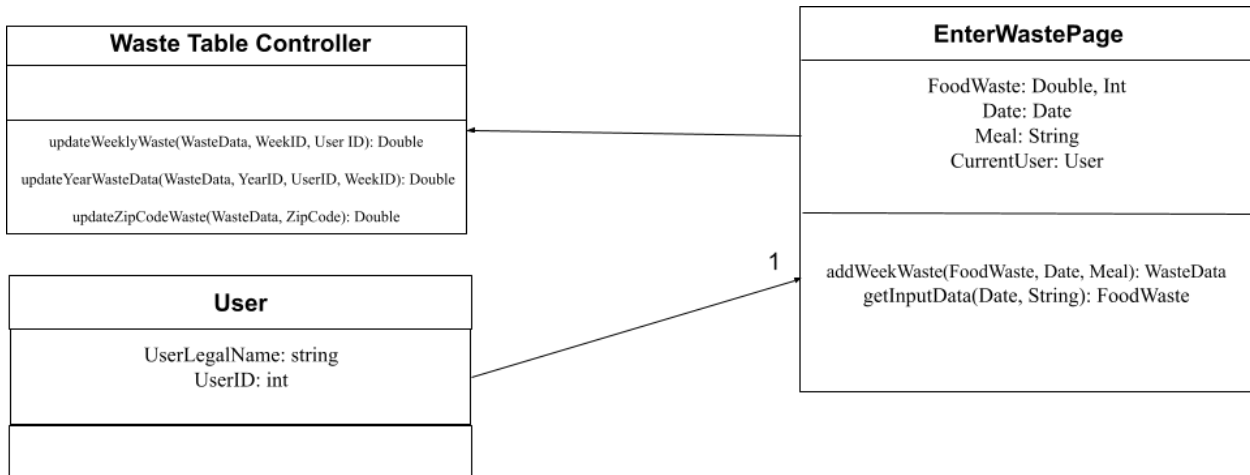 Waste Table Controller
updateWeeklyWaste(WasteData, WeekID, User ID): Double
updateYearWasteData(WasteData, YearID, UserID, WeekID): Double
updateZipCodeWaste(WasteData, ZipCode): Double
User
UserLegalName: string
UserID: int
1
EnterWastePage
FoodWaste: Double, Int
Date: Date
Meal: String
CurrentUser: User
addWeekWaste(FoodWaste, Date, Meal): WasteData
getInputData(Date, String): FoodWaste